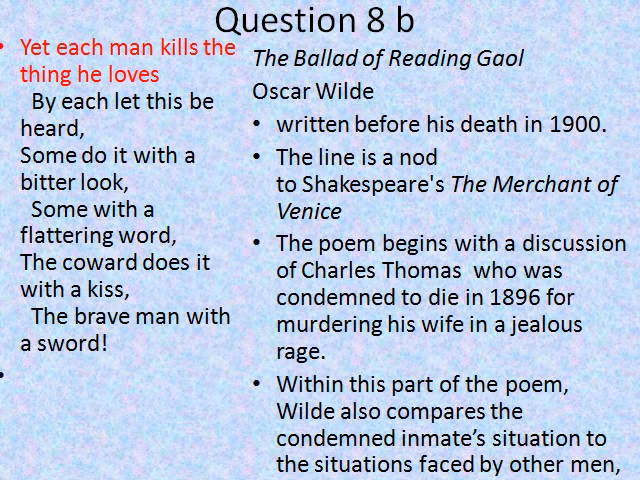 Question 8 b
• Yet each man kills the
thing he loves
By each let this be
heard,
Some do it with a
bitter look,
Some with a
flattering word,
The coward does it
with a kiss,
The brave man with
a sword!
•
The Ballad of Reading Gaol
Oscar Wilde
• written before his death in 1900.
• The line is a nod
to Shakespeare's The Merchant of
Venice
• The poem begins with a discussion
of Charles Thomas who was
condemned to die in 1896 for
murdering his wife in a jealous
rage.
• Within this part of the poem,
Wilde also compares the
condemned inmate’s situation to
the situations faced by other men,